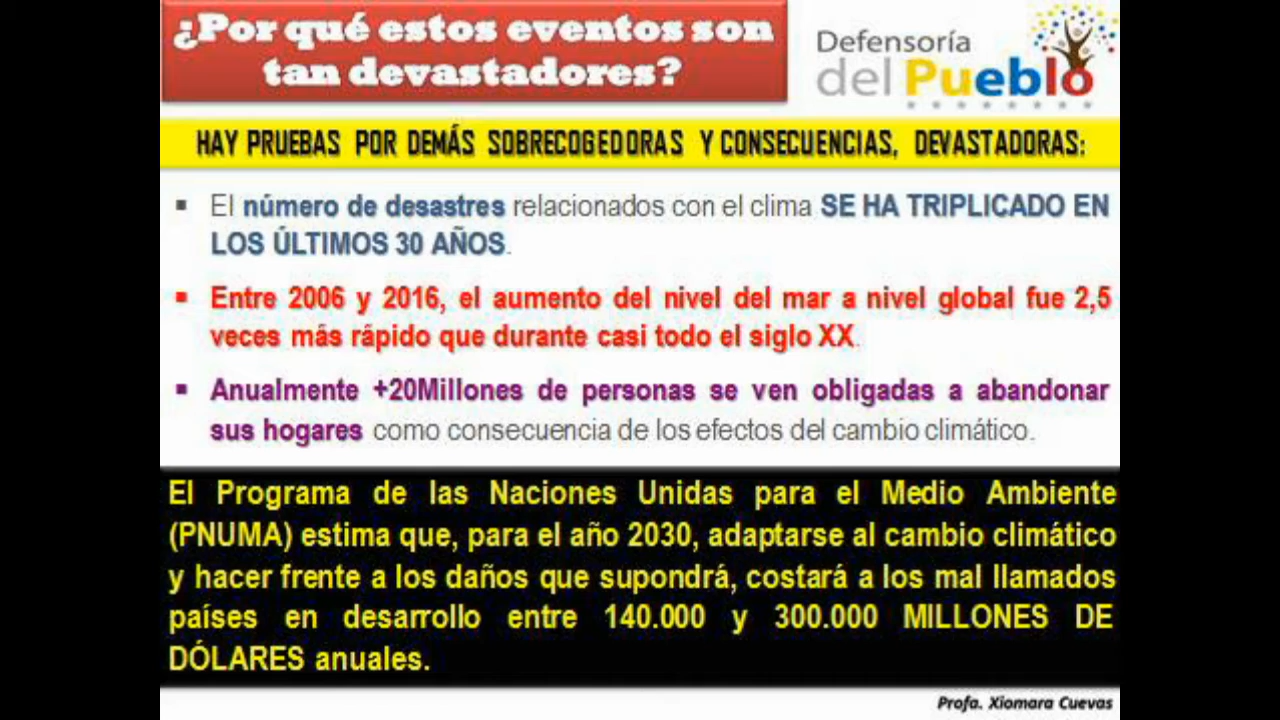 ¿Por qué estos eventos son
tan devastadores?
Defensoría
del Pueblo
HAY PRUEBAS POR DEMÁS SOBRECOGEDORAS Y CONSECUENCIAS, DEVASTADORAS:
▪ El número de desastres relacionados con el clima SE HA TRIPLICADO EN
LOS ÚLTIMOS 30 AÑOS.
▪ Entre 2006 y 2016, el aumento del nivel del mar a nivel global fue 2,5
veces más rápido que durante casi todo el siglo XX.
▪ Anualmente +20Millones de personas se ven obligadas a abandonar
sus hogares como consecuencia de los efectos del cambio climático.
El Programa de las Naciones Unidas para el Medio Ambiente
(PNUMA) estima que, para el año 2030, adaptarse al cambio climático
y hacer frente a los daños que supondrá, costará a los mal llamados
países en desarrollo entre 140.000 y 300.000 MILLONES DE
DÓLARES anuales.
Profa. Xiomara Cuevas